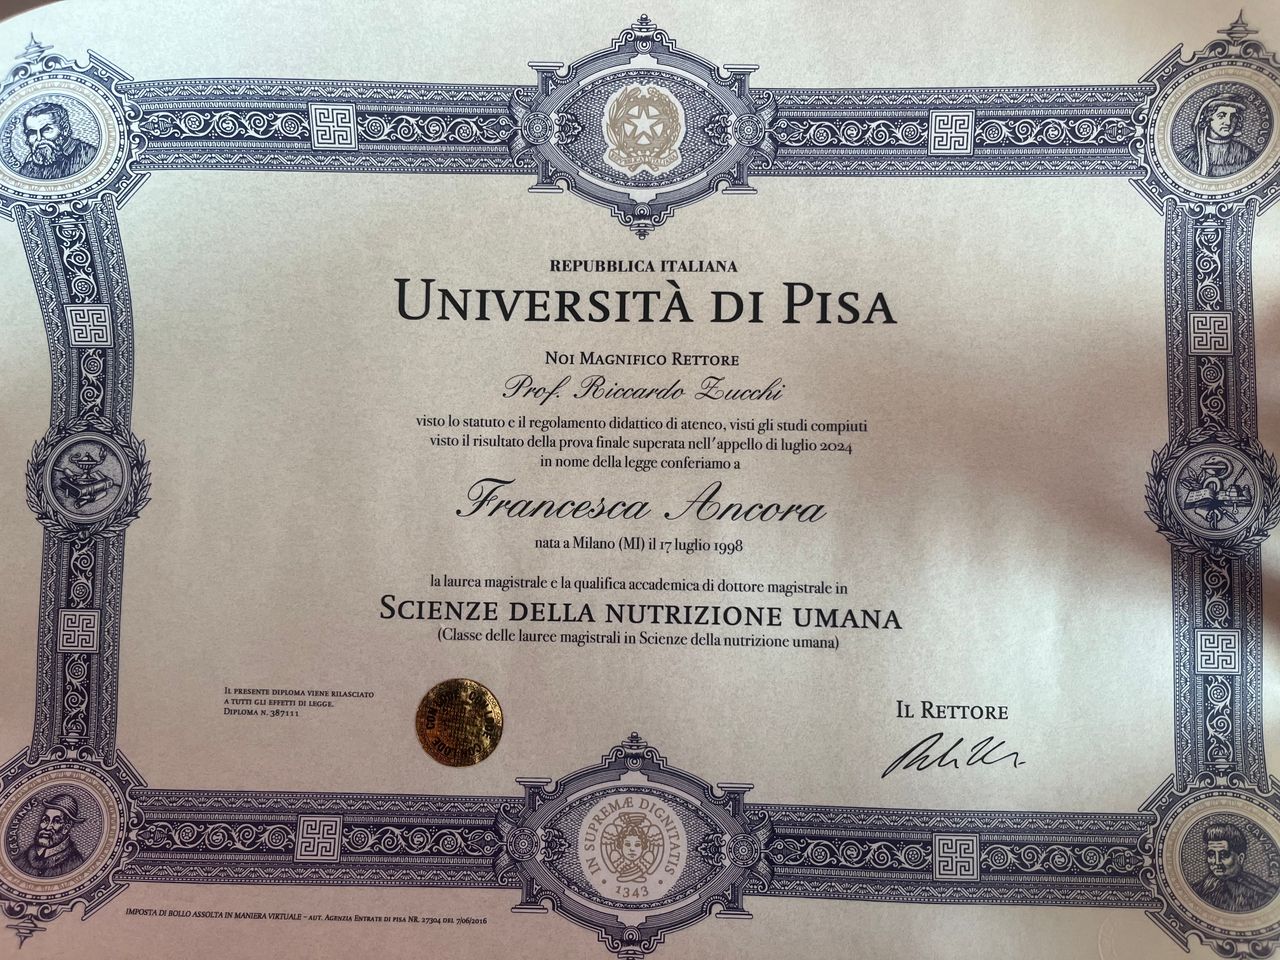 REPUBBLICA ITALIANA
UNIVERSITÀ DI PISA
NOI MAGNIFICO RETTORE
Prof. Riccardo Zucchi
visto lo statuto e il regolamento didattico di ateneo, visti gli studi compiuti
visto il risultato della prova finale superata nell'appello di luglio 2024
in nome della legge conferiamo a
Francesca Ancora
nata a Milano (MI) il 17 luglio 1998
la laurea magistrale e la qualifica accademica di dottore magistrale in
SCIENZE DELLA NUTRIZIONE UMANA
(Classe delle lauree magistrali in Scienze della nutrizione umana)
IL PRESENTE DIPLOMA VIENE RILASCIATO
A TUTTI GLI EFFETTI DI LEGGE.
DIPLOMA N. 387111
IL RETTORE
CESALPINVS
IN SUPREMÆ DIGNITATIS
· 1343 ·
IMPOSTA DI BOLLO ASSOLTA IN MANIERA VIRTUALE – AUT. AGENZIA ENTRATE DI PISA NR. 27304 DEL 7/06/2016